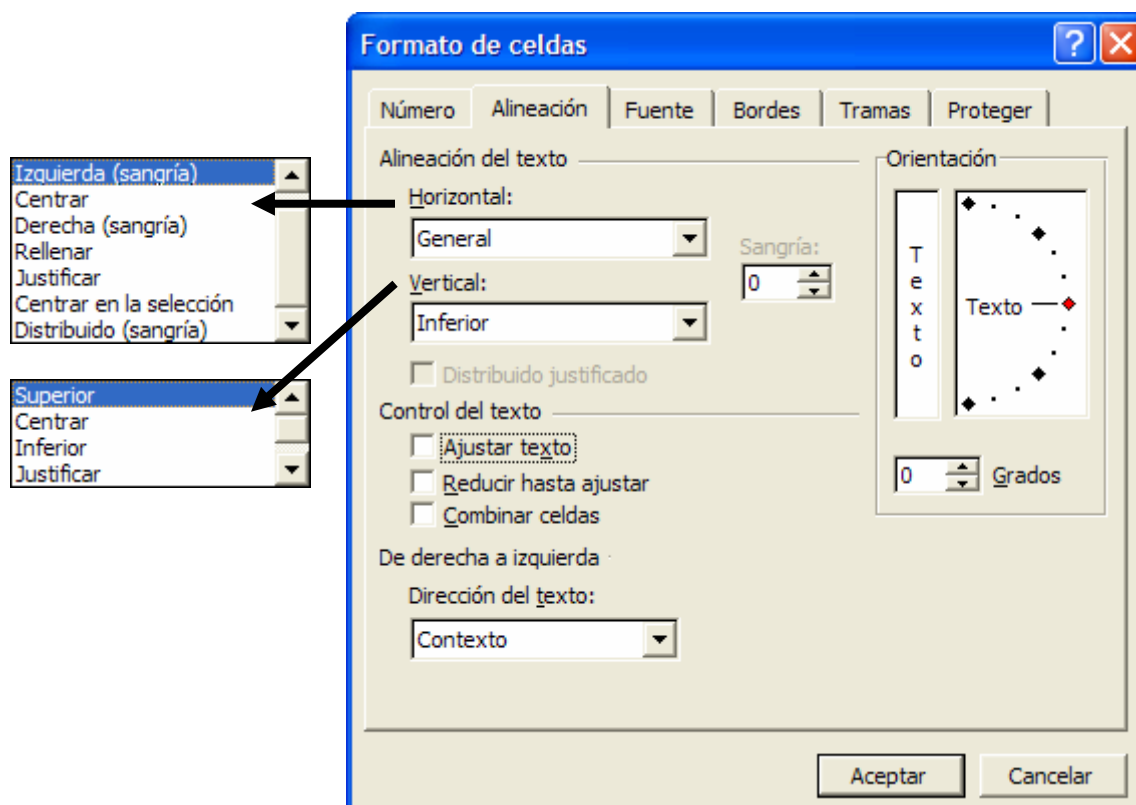 Formato de celdas
Número Alineación Fuente Bordes Tramas Proteger
Alineación del texto
Horizontal:
General
Sangría:
0
Vertical:
Inferior
Distribuido justificado
Control del texto
Ajustar texto
Reducir hasta ajustar
Combinar celdas
De derecha a izquierda
Dirección del texto:
Contexto
Orientación
T
e
x
t
o
Texto
0 Grados
Aceptar Cancelar
Izquierda (sangría)
Centrar
Derecha (sangría)
Rellenar
Justificar
Centrar en la selección
Distribuido (sangría)
Superior
Centrar
Inferior
Justificar